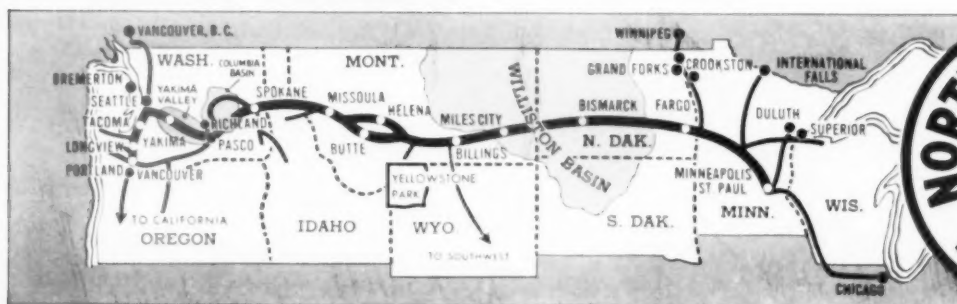 VANCOUVER, B.C.
WASH.
COLUMBIA
BASIN
BREMERTON
SEATTLE
YAKIMA
VALLEY
SPOKANE
TACOMA
RICHLAND
LONGVIEW
YAKIMA
PASCO
PORTLAND
VANCOUVER
TO CALIFORNIA
OREGON
IDAHO
MONT.
MISSOULA
HELENA
BUTTE
MILES CITY
BILLINGS
YELLOWSTONE
PARK
WYO
TO SOUTHWEST
WILLISTON BASIN
BISMARCK
N. DAK.
S. DAK.
WINNIPEG
GRAND FORKS
CROOKSTON
INTERNATIONAL
FALLS
FARGO
DULUTH
SUPERIOR
MINNEAPOLIS
ST. PAUL
MINN.
WIS.
CHICAGO
NORT